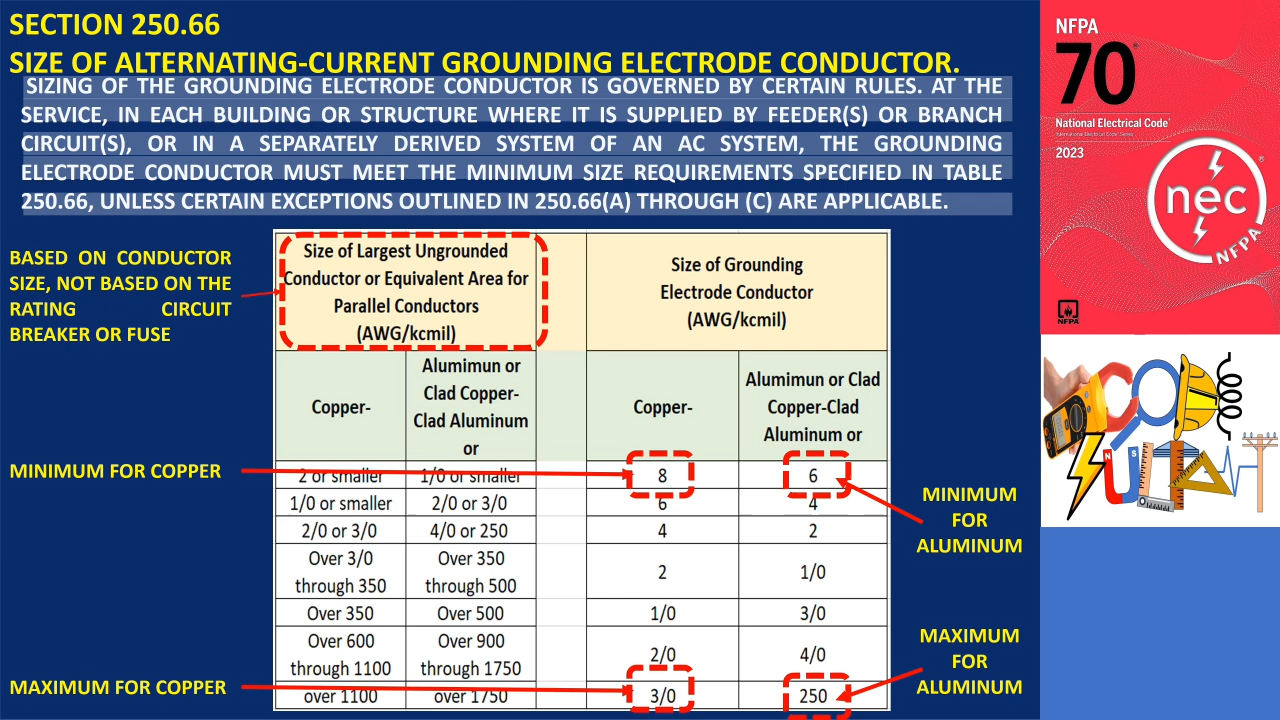 SECTION 250.66
SIZE OF ALTERNATING-CURRENT GROUNDING ELECTRODE CONDUCTOR.
SIZING OF THE GROUNDING ELECTRODE CONDUCTOR IS GOVERNED BY CERTAIN RULES. AT THE
SERVICE, IN EACH BUILDING OR STRUCTURE WHERE IT IS SUPPLIED BY FEEDER(S) OR BRANCH
CIRCUIT(S), OR IN A SEPARATELY DERIVED SYSTEM OF AN AC SYSTEM, THE GROUNDING
ELECTRODE CONDUCTOR MUST MEET THE MINIMUM SIZE REQUIREMENTS SPECIFIED IN TABLE
250.66, UNLESS CERTAIN EXCEPTIONS OUTLINED IN 250.66(A) THROUGH (C) ARE APPLICABLE.
BASED ON CONDUCTOR
SIZE, NOT BASED ON THE
RATING CIRCUIT
BREAKER OR FUSE
MINIMUM FOR COPPER
MAXIMUM FOR COPPER
Size of Largest Ungrounded
Conductor or Equivalent Area for
Parallel Conductors
(AWG/kcmil)
Size of Grounding
Electrode Conductor
(AWG/kcmil)
Copper-
Alumimun or
Clad Copper-
Clad Aluminum
or
Copper-
Alumimun or Clad
Copper-Clad
Aluminum or
2 or smaller 1/0 or smaller 8 6
1/0 or smaller 2/0 or 3/0 6 4
2/0 or 3/0 4/0 or 250 4 2
Over 3/0
through 350
Over 350
through 500
2 1/0
Over 350 Over 500 1/0 3/0
Over 600
through 1100
Over 900
through 1750
2/0 4/0
over 1100 over 1750 3/0 250
MINIMUM
FOR
ALUMINUM
MAXIMUM
FOR
ALUMINUM
NFPA
70®
National Electrical Code®
International Electrical Code® Series
2023
nec®
NFPA
NFPA
N S